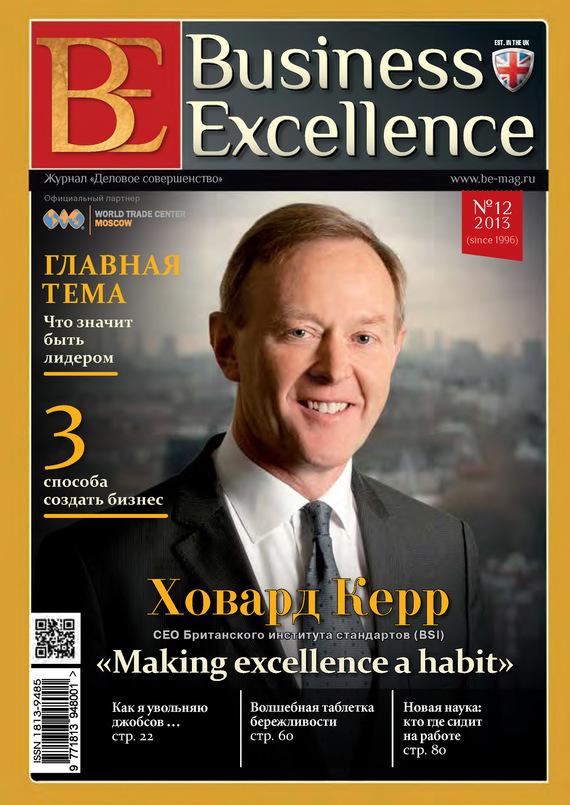 BE
Business
Excellence
EST. IN THE UK
Журнал «Деловое совершенство»
www.be-mag.ru
Официальный партнер
WORLD TRADE CENTER
MOSCOW
№12
2013
(since 1996)
ГЛАВНАЯ
ТЕМА
Что значит
быть
лидером
3
способа
создать бизнес
Ховард Керр
CEO Британского института стандартов (BSI)
«Making excellence a habit»
Как я увольняю
джобсов ...
стр. 22
Волшебная таблетка
бережливости
стр. 60
Новая наука:
кто где сидит
на работе
стр. 80
ISSN 1813-9485
9 771813 948001 >